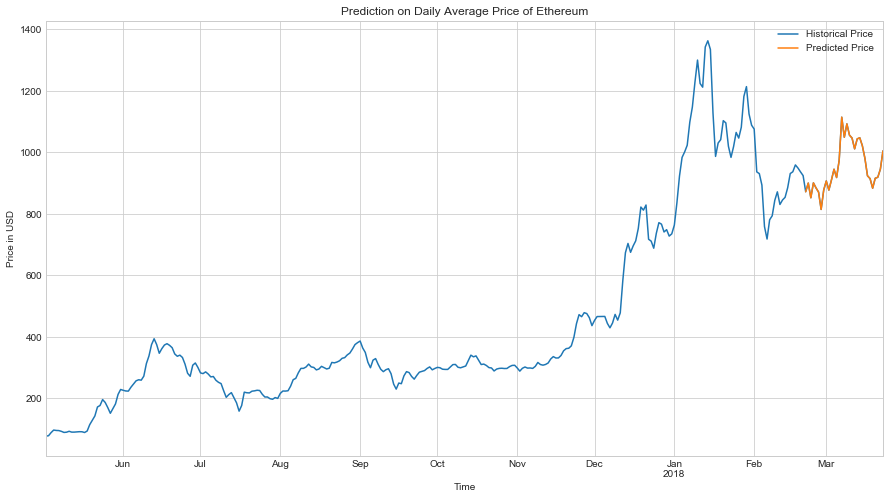 Prediction on Daily Average Price of Ethereum
Historical Price
Predicted Price
Price in USD
1400
1200
1000
800
600
400
200
Jun Jul Aug Sep Oct Nov Dec Jan Feb Mar
2018
Time